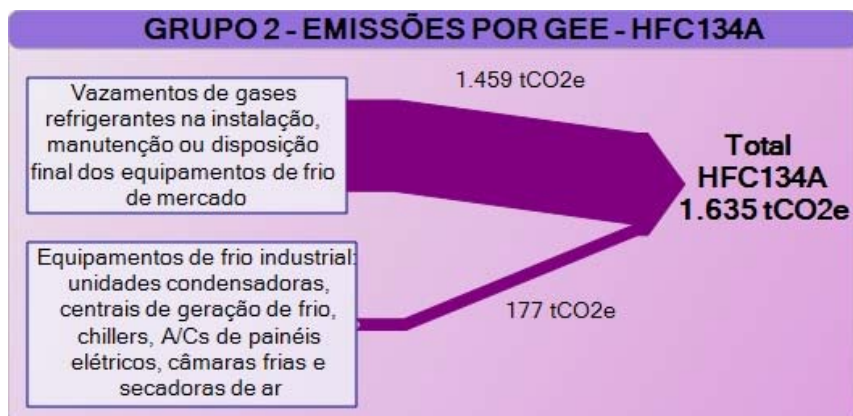 GRUPO 2 - EMISSÕES POR GEE - HFC134A
Vazamentos de gases
refrigerantes na instalação,
manutenção ou disposição
final dos equipamentos de frio
de mercado
1.459 tCO2e
Total
HFC134A
1.635 tCO2e
Equipamentos de frio industrial:
unidades condensadoras,
centrais de geração de frio,
chillers, A/Cs de painéis
elétricos, câmaras frias e
secadoras de ar
177 tCO2e